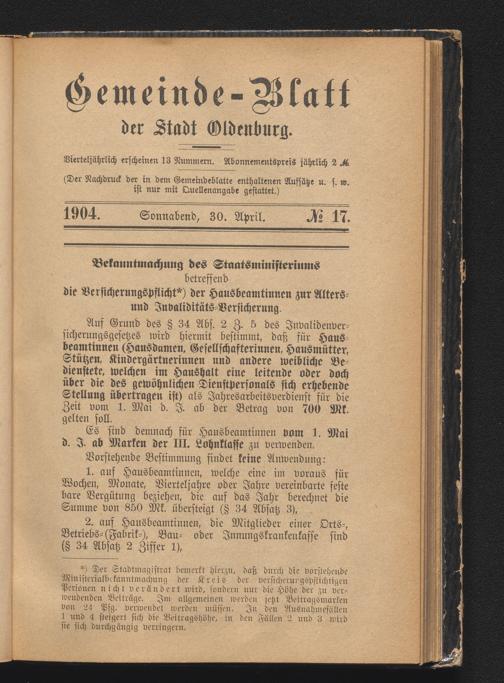 Gemeinde-Blatt
der Stadt Oldenburg.
Vierteljährlich erscheinen 13 Nummern. Abonnementspreis jährlich 2 ℳ
(Der Nachdruck der in dem Gemeindeblatte enthaltenen Aufsätze u. s. w.
ist nur mit Quellenangabe gestattet.)
1904. Sonnabend, 30. April. № 17.
Bekanntmachung des Staatsministeriums
betreffend
die Versicherungspflicht*) der Hausbeamtinnen zur Alters-
und Invaliditäts-Versicherung.
Auf Grund des § 34 Abs. 2 Z. 5 des Invalidenver-
sicherungsgesetzes wird hiermit bestimmt, daß für Haus-
beamtinnen (Hausdamen, Gesellschafterinnen, Hausmütter,
Stützen, Kindergärtnerinnen und andere weibliche Be-
dienstete, welchen im Haushalt eine leitende oder doch
über die des gewöhnlichen Dienstpersonals sich erhebende
Stellung übertragen ist) als Jahresarbeitsverdienst für die
Zeit vom 1. Mai d. J. ab der Betrag von 700 Mk.
gelten soll.
Es sind demnach für Hausbeamtinnen vom 1. Mai
d. J. ab Marken der III. Lohnklasse zu verwenden.
Vorstehende Bestimmung findet keine Anwendung:
1. auf Hausbeamtinnen, welche eine im voraus für
Wochen, Monate, Vierteljahre oder Jahre vereinbarte feste
bare Vergütung beziehen, die auf das Jahr berechnet die
Summe von 850 Mk. übersteigt (§ 34 Absatz 3),
2. auf Hausbeamtinnen, die Mitglieder einer Orts-,
Betriebs-(Fabrik-), Bau- oder Innungskrankenkasse sind
(§ 34 Absatz 2 Ziffer 1),
*) Der Stadtmagistrat bemerkt hierzu, daß durch die vorstehende
Ministerialbekanntmachung der Kreis der versicherungspflichtigen
Personen nicht verändert wird, sondern nur die Höhe der zu ver-
wendenden Beiträge. Im allgemeinen werden jetzt Beitragsmarken
von 24 Pfg. verwendet werden müssen. In den Ausnahmefällen
1 und 4 steigert sich die Beitragshöhe, in den Fällen 2 und 3 wird
sie sich durchgängig verringern.